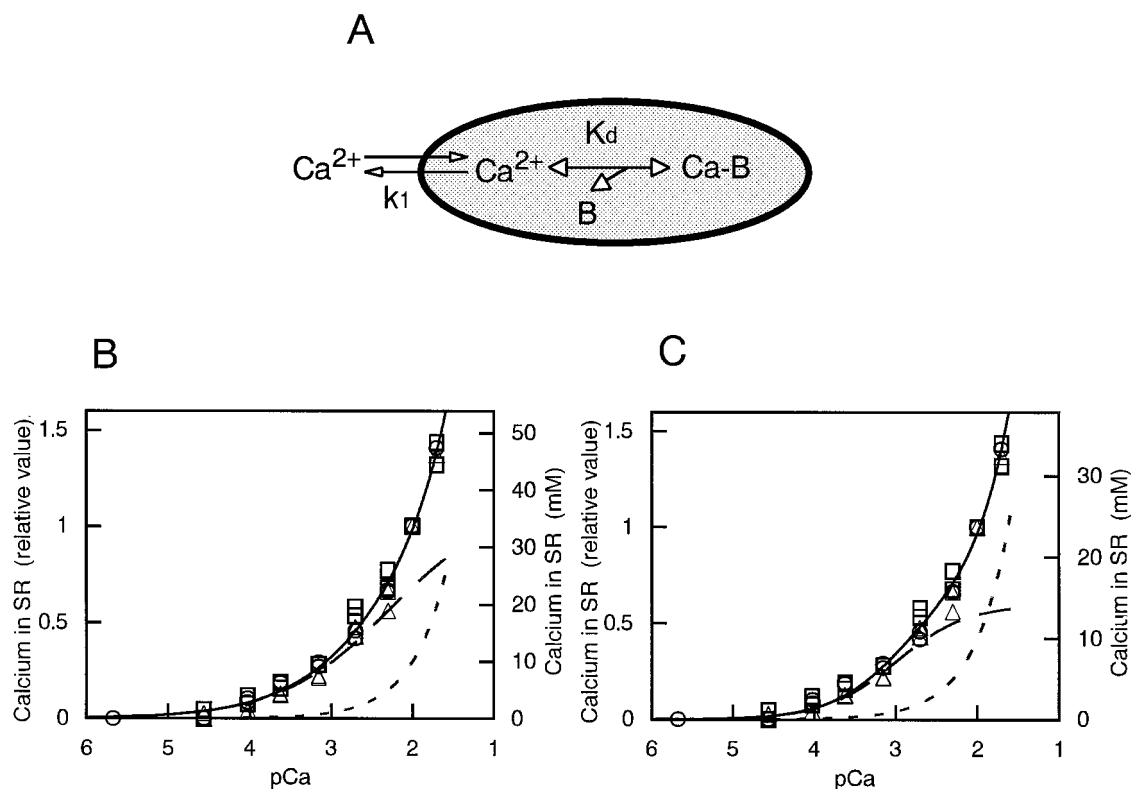 A
Kd
Ca2+ Ca2+ Ca-B
k1 B
B
C
Calcium in SR (relative value)
1.5
1
0.5
0
50
40
30
20
10
0
Calcium in SR (mM)
6 5 4 3 2 1
pCa
Calcium in SR (relative value)
1.5
1
0.5
0
30
20
10
0
Calcium in SR (mM)
6 5 4 3 2 1
pCa